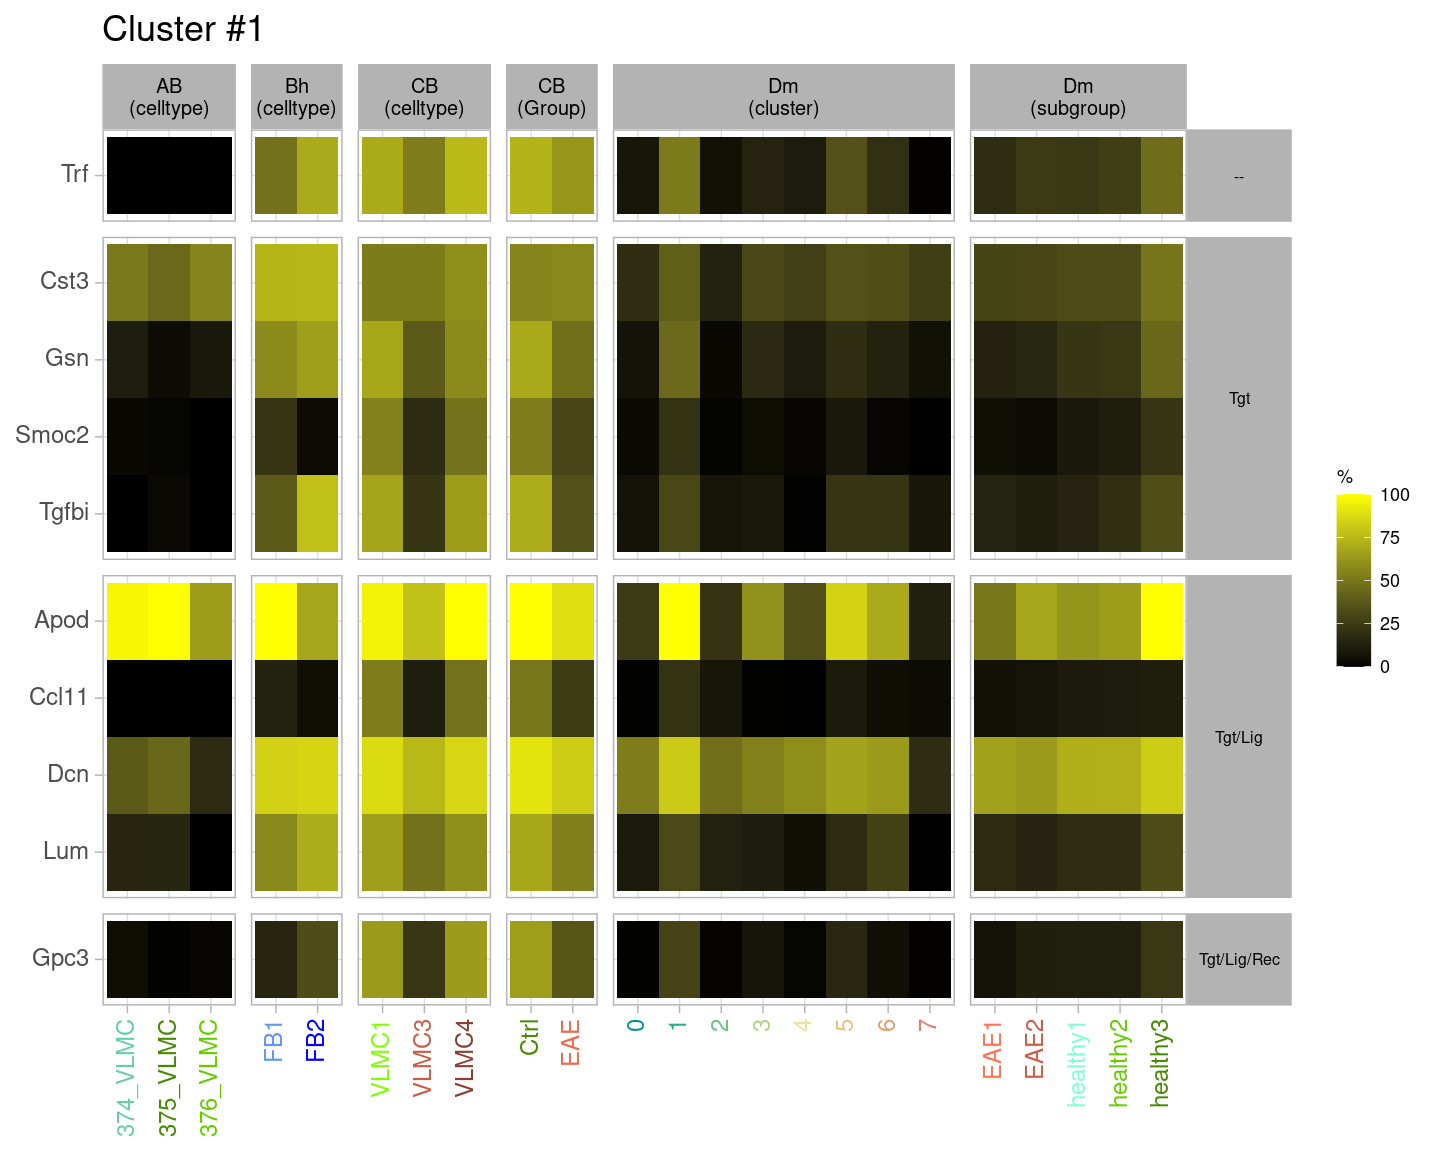 Cluster #1
AB
(celltype)
Bh
(celltype)
CB
(celltype)
CB
(Group)
Dm
(cluster)
Dm
(subgroup)
Trf
--
Cst3
Gsn
Smoc2
Tgfbi
Tgt
Apod
Ccl11
Dcn
Lum
Tgt/Lig
Gpc3
Tgt/Lig/Rec
374_VLMC
375_VLMC
376_VLMC
FB1
FB2
VLMC1
VLMC3
VLMC4
Ctrl
EAE
0
1
2
3
4
5
6
7
EAE1
EAE2
healthy1
healthy2
healthy3
%
100
75
50
25
0